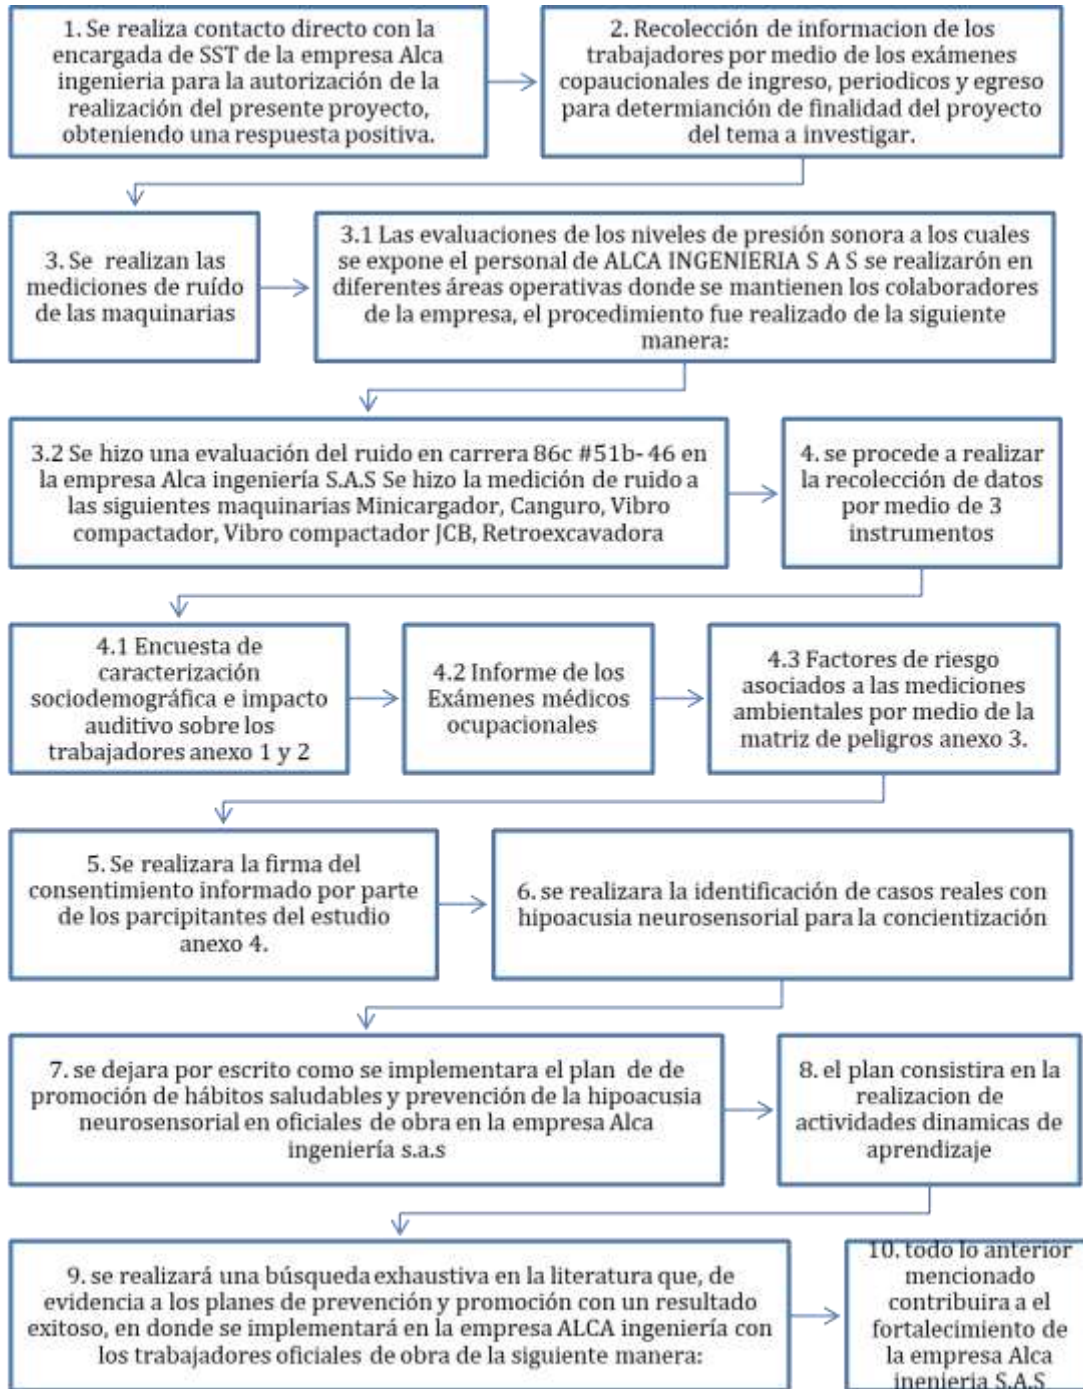 1. Se realiza contacto directo con la
encargada de SST de la empresa Alca
ingenieria para la autorización de la
realización del presente proyecto,
obteniendo una respuesta positiva.
2. Recolección de informacion de los
trabajadores por medio de los exámenes
copaucionales de ingreso, periodicos y egreso
para determianción de finalidad del proyecto
del tema a investigar.
3. Se realizan las
mediciones de ruído
de las maquinarias
3.1 Las evaluaciones de los niveles de presión sonora a los cuales
se expone el personal de ALCA INGENIERIA S A S se realizarón en
diferentes áreas operativas donde se mantienen los colaboradores
de la empresa, el procedimiento fue realizado de la siguiente
manera:
3.2 Se hizo una evaluación del ruido en carrera 86c #51b- 46 en
la empresa Alca ingeniería S.A.S Se hizo la medición de ruido a
las siguientes maquinarias Minicargador, Canguro, Vibro
compactador, Vibro compactador JCB, Retroexcavadora
4. se procede a realizar
la recolección de datos
por medio de 3
instrumentos
4.1 Encuesta de
caracterización
sociodemográfica e impacto
auditivo sobre los
trabajadores anexo 1 y 2
4.2 Informe de los
Exámenes médicos
ocupacionales
4.3 Factores de riesgo
asociados a las mediciones
ambientales por medio de la
matriz de peligros anexo 3.
5. Se realizara la firma del
consentimiento informado por parte
de los parcipitantes del estudio
anexo 4.
6. se realizara la identificación de casos reales con
hipoacusia neurosensorial para la concientización
7. se dejara por escrito como se implementara el plan de de
promoción de hábitos saludables y prevención de la hipoacusia
neurosensorial en oficiales de obra en la empresa Alca
ingeniería s.a.s
8. el plan consistira en la
realizacion de
actividades dinamicas de
aprendizaje
9. se realizará una búsqueda exhaustiva en la literatura que, de
evidencia a los planes de prevención y promoción con un resultado
exitoso, en donde se implementará en la empresa ALCA ingeniería con
los trabajadores oficiales de obra de la siguiente manera:
10. todo lo anterior
mencionado
contribuira a el
fortalecimiento de
la empresa Alca
inenieria S.A.S